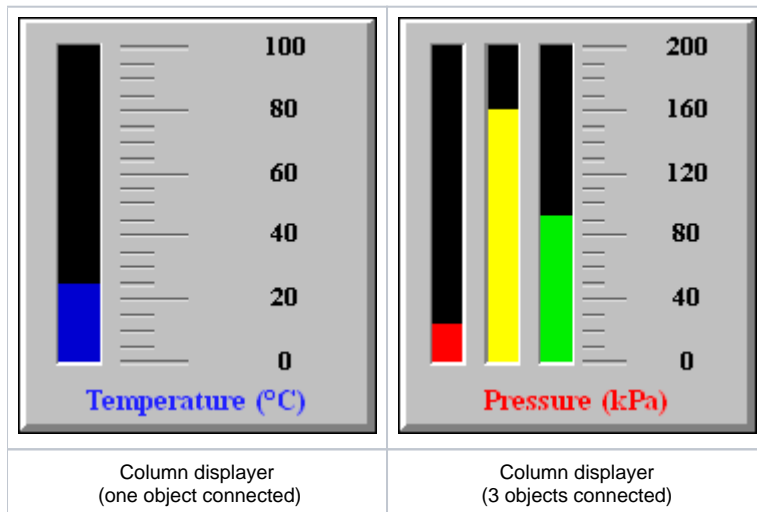 100
80
60
40
20
0
Temperature (°C)
200
160
120
80
40
0
Pressure (kPa)
Column displayer
(one object connected)
Column displayer
(3 objects connected)